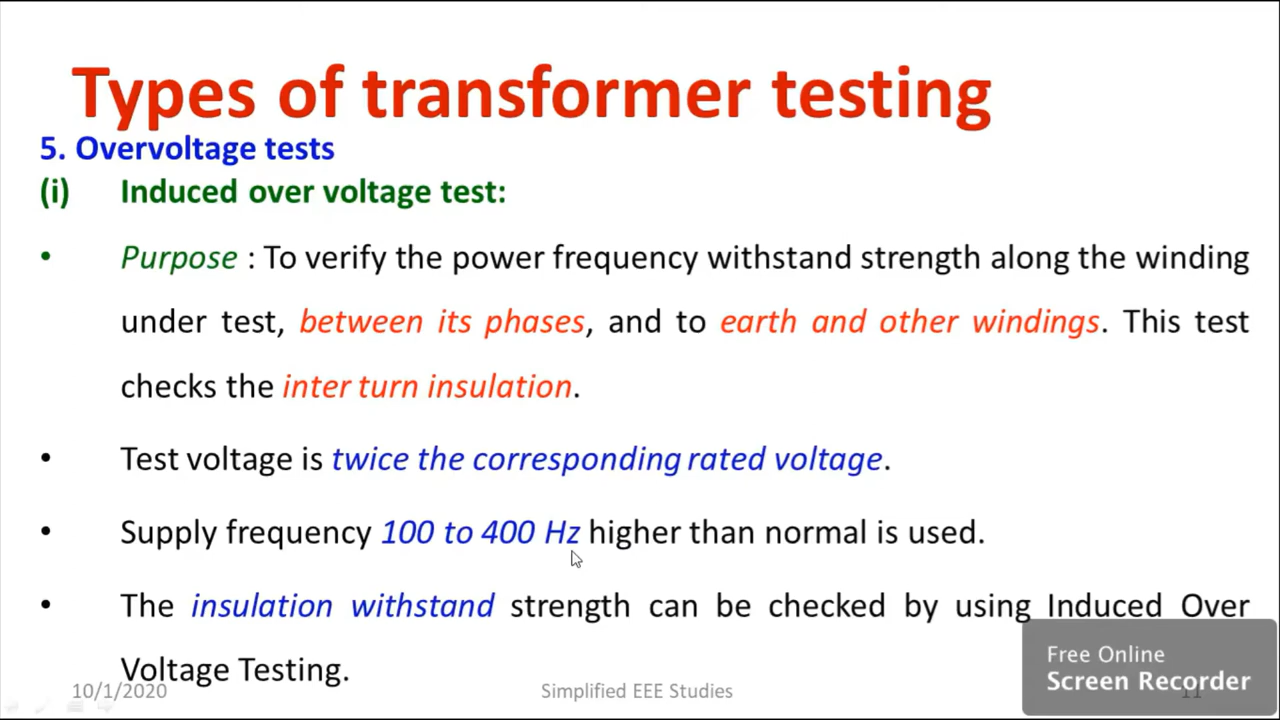 Types of transformer testing
5. Overvoltage tests
(i) Induced over voltage test:
• Purpose : To verify the power frequency withstand strength along the winding
under test, between its phases, and to earth and other windings. This test
checks the inter turn insulation.
• Test voltage is twice the corresponding rated voltage.
• Supply frequency 100 to 400 Hz higher than normal is used.
• The insulation withstand strength can be checked by using Induced Over
Voltage Testing.
10/1/2020
Simplified EEE Studies
11
Free Online
Screen Recorder